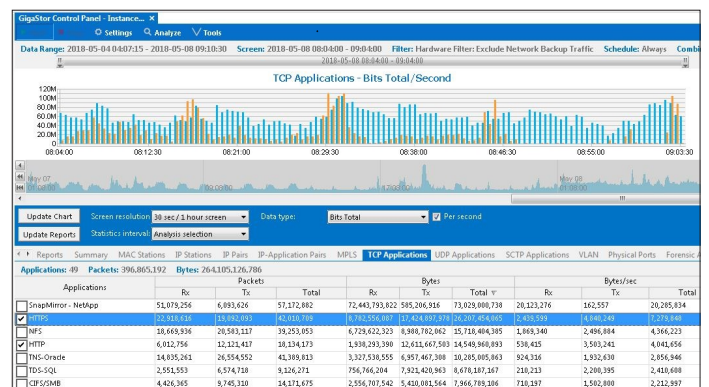 GigaStor Control Panel - Instance... ×
Settings Analyze Tools
Data Range: 2018-05-04 04:07:15 - 2018-05-08 09:10:30 Screen: 2018-05-08 08:04:00 - 09:04:00 Filter: Hardware Filter: Exclude Network Backup Traffic Schedule: Always Combi
2018-05-08 08:04:00 - 09:04:00
TCP Applications - Bits Total/Second
120M
100M
80.0M
60.0M
40.0M
20.0M
0
08:04:00 08:12:30 08:21:00 08:29:30 08:38:00 08:46:30 08:55:00 09:03:30
May 07 May 08
01:00:00 09:00:00 17:00:00 01:00:00
Update Chart Screen resolution 30 sec / 1 hour screen Data type: Bits Total Per second
Update Reports Statistics interval: Analysis selection
Reports Summary MAC Stations IP Stations IP Pairs IP-Application Pairs MPLS TCP Applications UDP Applications SCTP Applications VLAN Physical Ports Forensic A
Applications: 49 Packets: 396,865,192 Bytes: 264,105,126,786
Applications Packets Bytes Bytes/sec
Rx Tx Total Rx Tx Total Rx Tx Total
SnapMirror - NetApp 51,079,256 6,093,626 57,172,882 72,443,793,822 585,206,916 73,029,000,738 20,123,276 162,557 20,285,834
HTTPS 22,918,616 19,092,093 42,010,709 8,782,556,087 17,424,897,978 26,207,454,065 2,439,599 4,840,249 7,279,848
NFS 18,669,936 20,583,117 39,253,053 6,729,622,323 8,988,782,062 15,718,404,385 1,869,340 2,496,884 4,366,223
HTTP 6,012,756 12,121,417 18,134,173 1,938,293,390 12,611,667,503 14,549,960,893 538,415 3,503,241 4,041,656
TNS-Oracle 14,835,261 26,554,552 41,389,813 3,327,538,555 6,957,467,308 10,285,005,863 924,316 1,932,630 2,856,946
TDS-SQL 2,551,553 6,574,718 9,126,271 756,766,204 7,921,420,963 8,678,187,167 210,213 2,200,395 2,410,608
CIFS/SMB 4,426,365 9,745,310 14,171,675 2,556,707,542 5,410,081,564 7,966,789,106 710,197 1,502,800 2,212,997